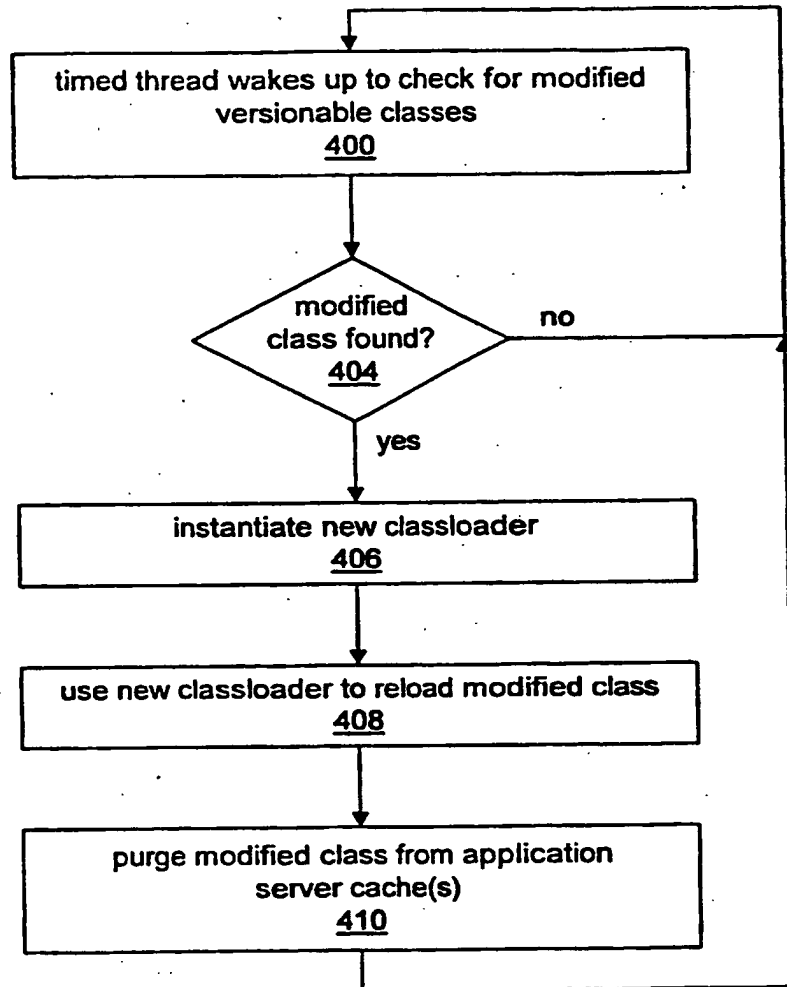 timed thread wakes up to check for modified
versionable classes
400
modified
class found?
404
no
yes
instantiate new classloader
406
use new classloader to reload modified class
408
purge modified class from application
server cache(s)
410